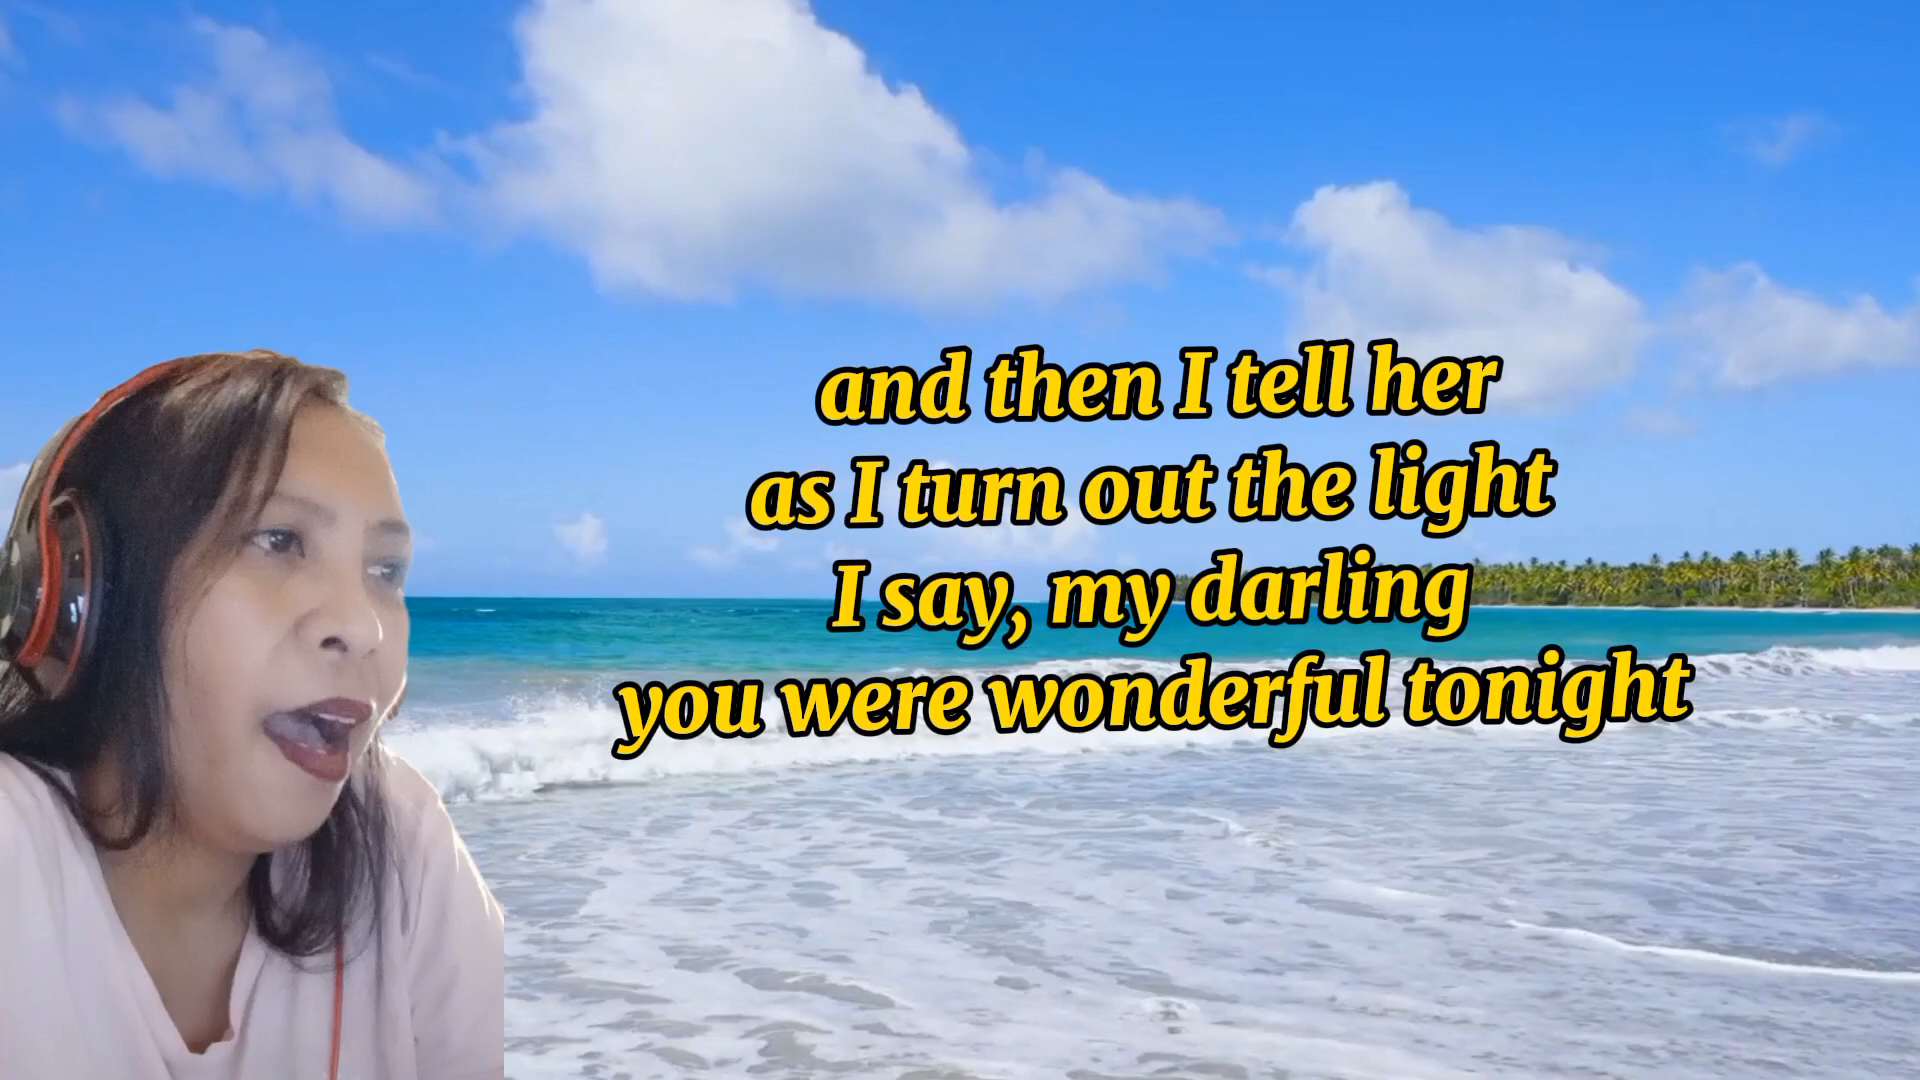 and then I tell her
as I turn out the light
I say, my darling
you were wonderful tonight